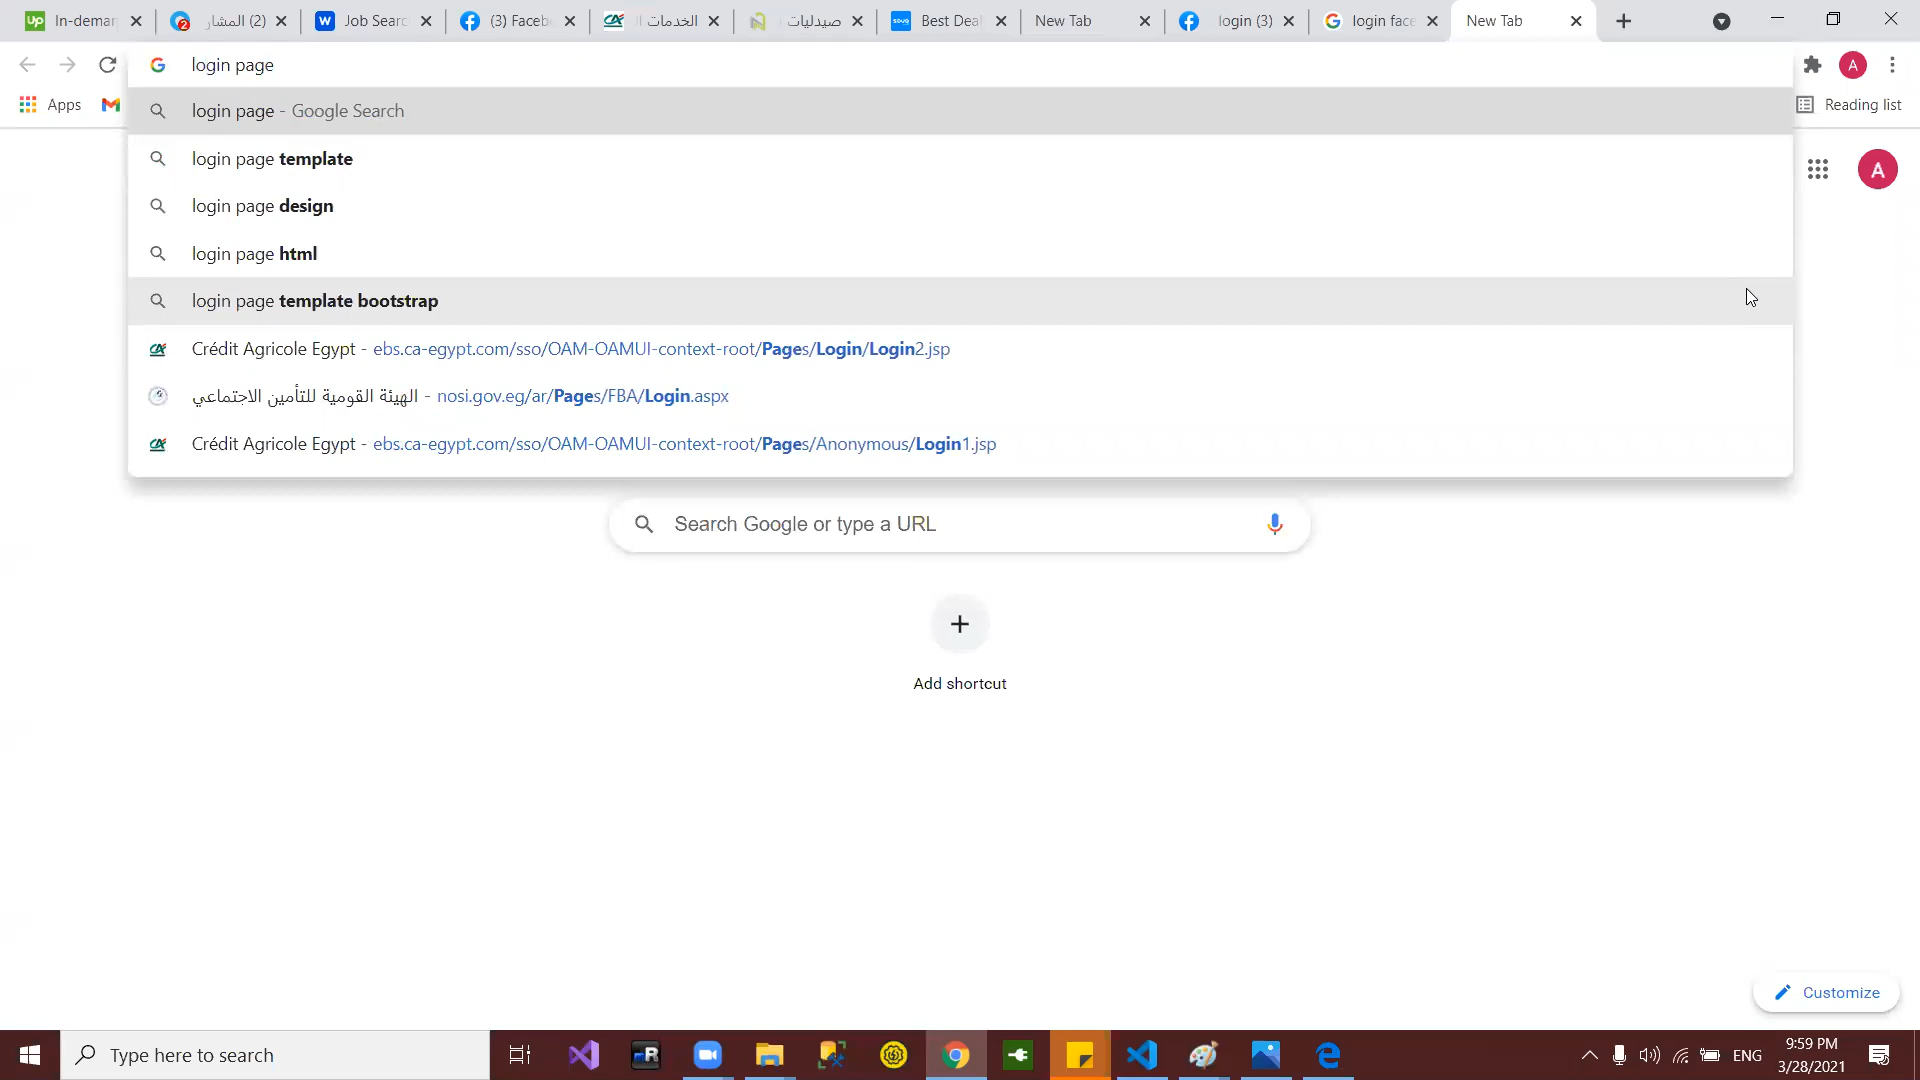 Up In-deman (2) المشار W Job Searc (3) Faceb الخدمات ال صيدليات souq Best Deal New Tab login (3) login face New Tab
login page A
Apps Reading list
login page - Google Search
login page template
A
login page design
login page html
login page template bootstrap
Crédit Agricole Egypt - ebs.ca-egypt.com/sso/OAM-OAMUI-context-root/Pages/Login/Login2.jsp
الهيئة القومية للتأمين الاجتماعي - nosi.gov.eg/ar/Pages/FBA/Login.aspx
Crédit Agricole Egypt - ebs.ca-egypt.com/sso/OAM-OAMUI-context-root/Pages/Anonymous/Login1.jsp
Search Google or type a URL
Add shortcut
Customize
Type here to search ENG 9:59 PM
3/28/2021